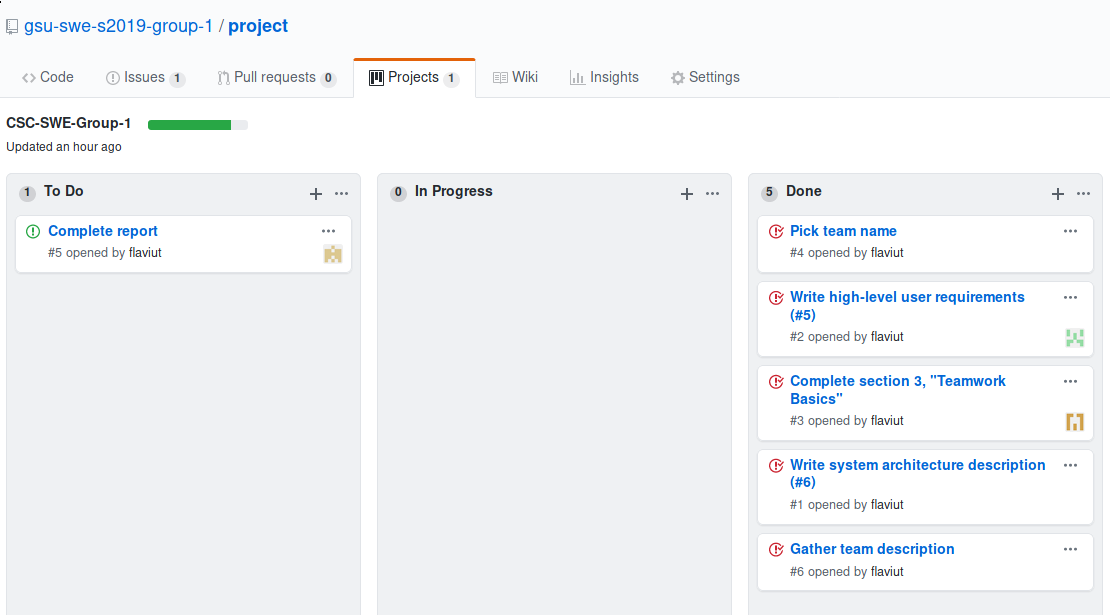 gsu-swe-s2019-group-1 / project
Code Issues 1 Pull requests 0 Projects 1 Wiki Insights Settings
CSC-SWE-Group-1
Updated an hour ago
1 To Do
Complete report
#5 opened by flaviut
0 In Progress
5 Done
Pick team name
#4 opened by flaviut
Write high-level user requirements
(#5)
#2 opened by flaviut
Complete section 3, "Teamwork
Basics"
#3 opened by flaviut
Write system architecture description
(#6)
#1 opened by flaviut
Gather team description
#6 opened by flaviut